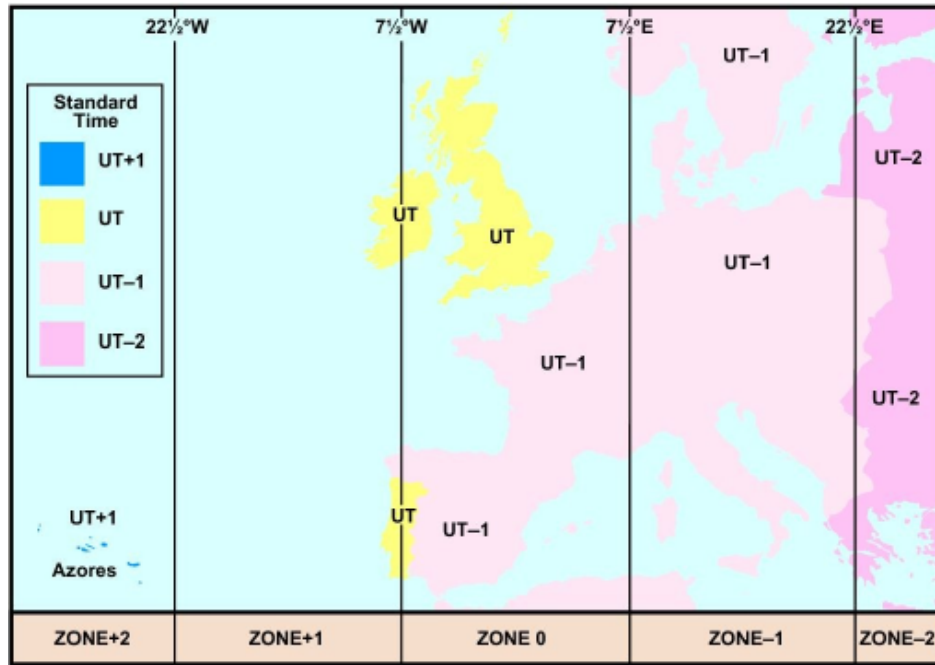 22½°W 7½°W 7½°E 22½°E
UT–1
Standard
Time
UT+1
UT
UT–1
UT–2
UT–2
UT
UT
UT–1
UT–1
UT–2
UT+1
UT
UT–1
Azores
ZONE+2 ZONE+1 ZONE 0 ZONE–1 ZONE–2